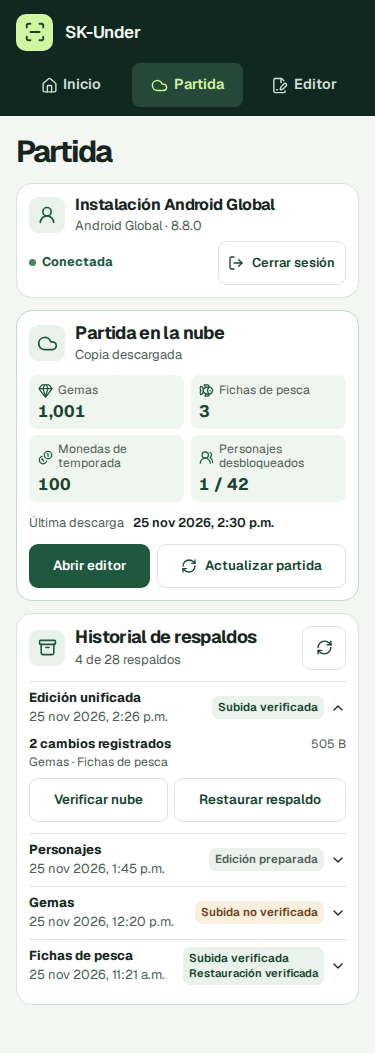 SK-Under
Inicio
Partida
Editor
Partida
Instalación Android Global
Android Global · 8.8.0
Conectada
Cerrar sesión
Partida en la nube
Copia descargada
Gemas
1,001
Fichas de pesca
3
Monedas de
temporada
100
Personajes
desbloqueados
1 / 42
Última descarga 25 nov 2026, 2:30 p.m.
Abrir editor
Actualizar partida
Historial de respaldos
4 de 28 respaldos
Edición unificada
25 nov 2026, 2:26 p.m.
Subida verificada
2 cambios registrados
505 B
Gemas · Fichas de pesca
Verificar nube
Restaurar respaldo
Personajes
25 nov 2026, 1:45 p.m.
Edición preparada
Gemas
25 nov 2026, 12:20 p.m.
Subida no verificada
Fichas de pesca
25 nov 2026, 11:21 a.m.
Subida verificada
Restauración verificada